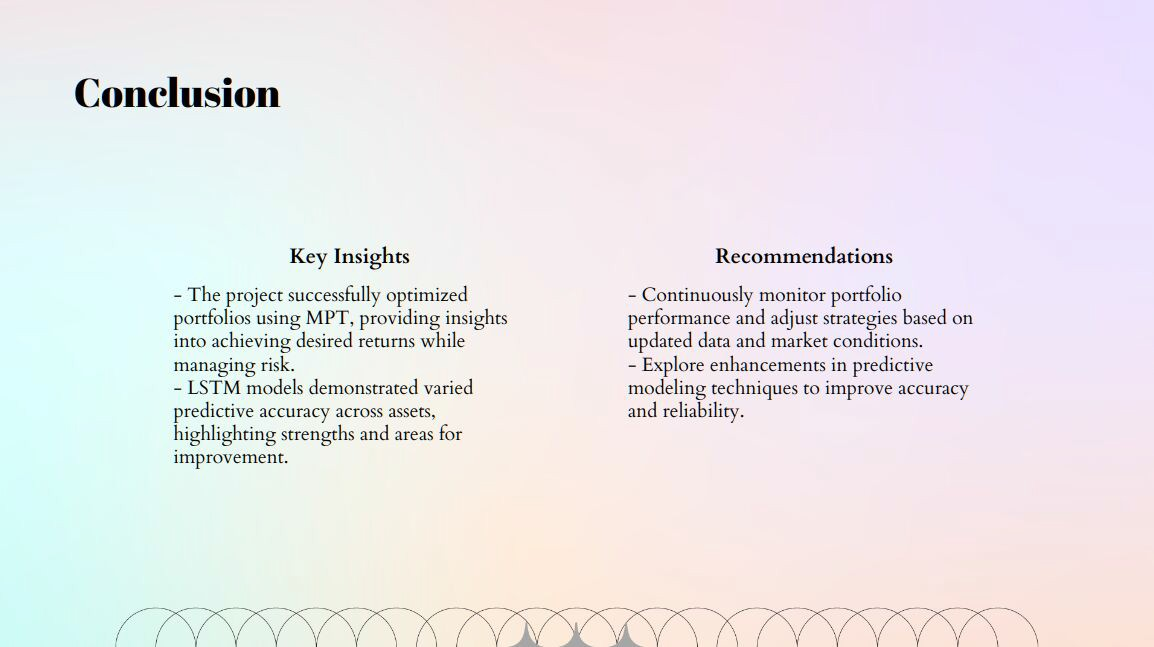 Conclusion
Key Insights
- The project successfully optimized
portfolios using MPT, providing insights
into achieving desired returns while
managing risk.
- LSTM models demonstrated varied
predictive accuracy across assets,
highlighting strengths and areas for
improvement.
Recommendations
- Continuously monitor portfolio
performance and adjust strategies based on
updated data and market conditions.
- Explore enhancements in predictive
modeling techniques to improve accuracy
and reliability.